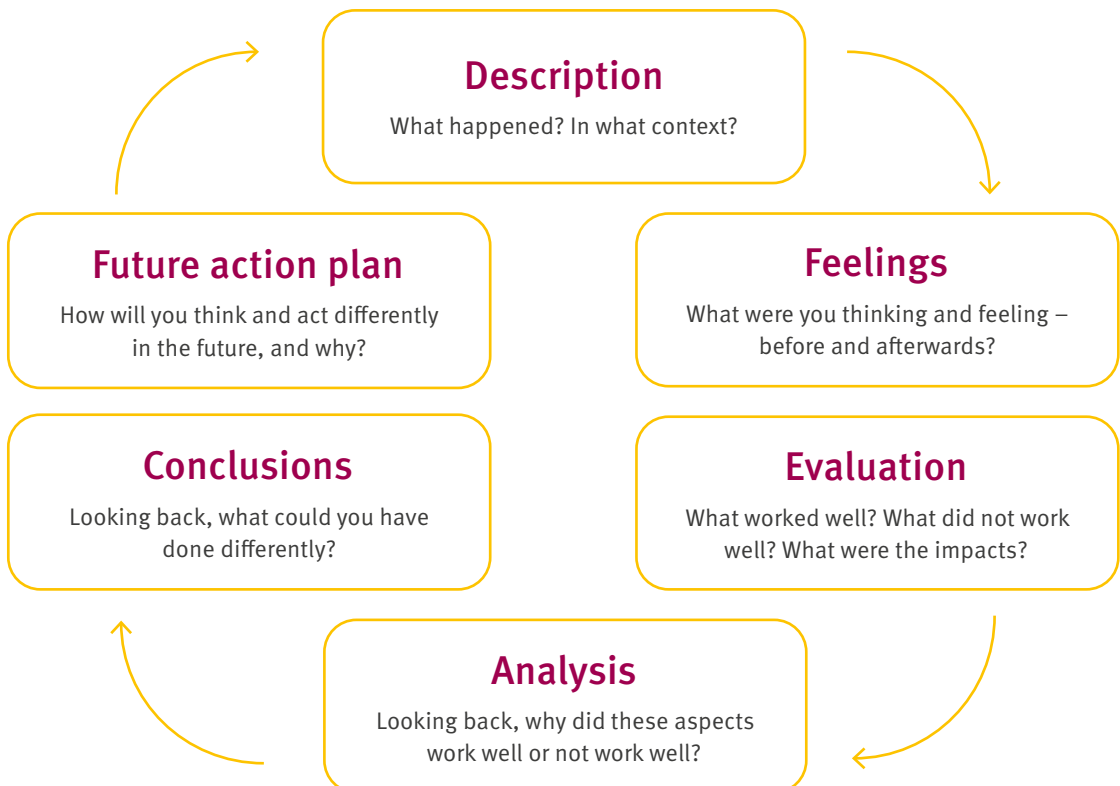 Description
What happened? In what context?
Feelings
What were you thinking and feeling –
before and afterwards?
Evaluation
What worked well? What did not work
well? What were the impacts?
Analysis
Looking back, why did these aspects
work well or not work well?
Conclusions
Looking back, what could you have
done differently?
Future action plan
How will you think and act differently
in the future, and why?